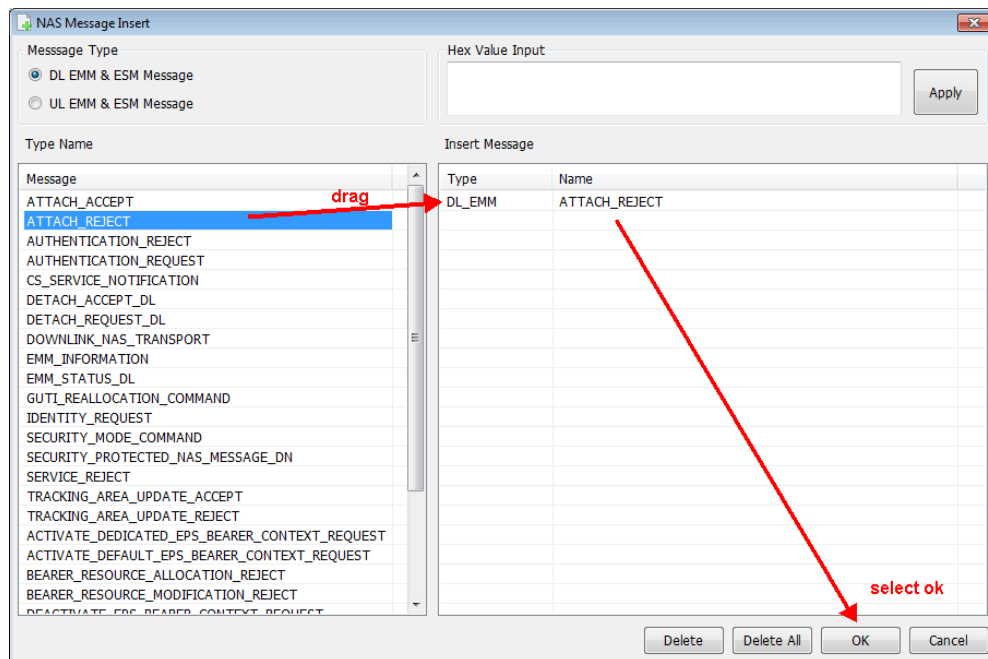 NAS Message Insert
Messsage Type
DL EMM & ESM Message
UL EMM & ESM Message
Hex Value Input
Apply
Type Name
Message
ATTACH_ACCEPT
ATTACH_REJECT
AUTHENTICATION_REJECT
AUTHENTICATION_REQUEST
CS_SERVICE_NOTIFICATION
DETACH_ACCEPT_DL
DETACH_REQUEST_DL
DOWNLINK_NAS_TRANSPORT
EMM_INFORMATION
EMM_STATUS_DL
GUTI_REALLOCATION_COMMAND
IDENTITY_REQUEST
SECURITY_MODE_COMMAND
SECURITY_PROTECTED_NAS_MESSAGE_DN
SERVICE_REJECT
TRACKING_AREA_UPDATE_ACCEPT
TRACKING_AREA_UPDATE_REJECT
ACTIVATE_DEDICATED_EPS_BEARER_CONTEXT_REQUEST
ACTIVATE_DEFAULT_EPS_BEARER_CONTEXT_REQUEST
BEARER_RESOURCE_ALLOCATION_REJECT
BEARER_RESOURCE_MODIFICATION_REJECT
DEACTIVATE_EPS_BEARER_CONTEXT_REQUEST
drag
Insert Message
Type Name
DL_EMM ATTACH_REJECT
select ok
Delete Delete All OK Cancel